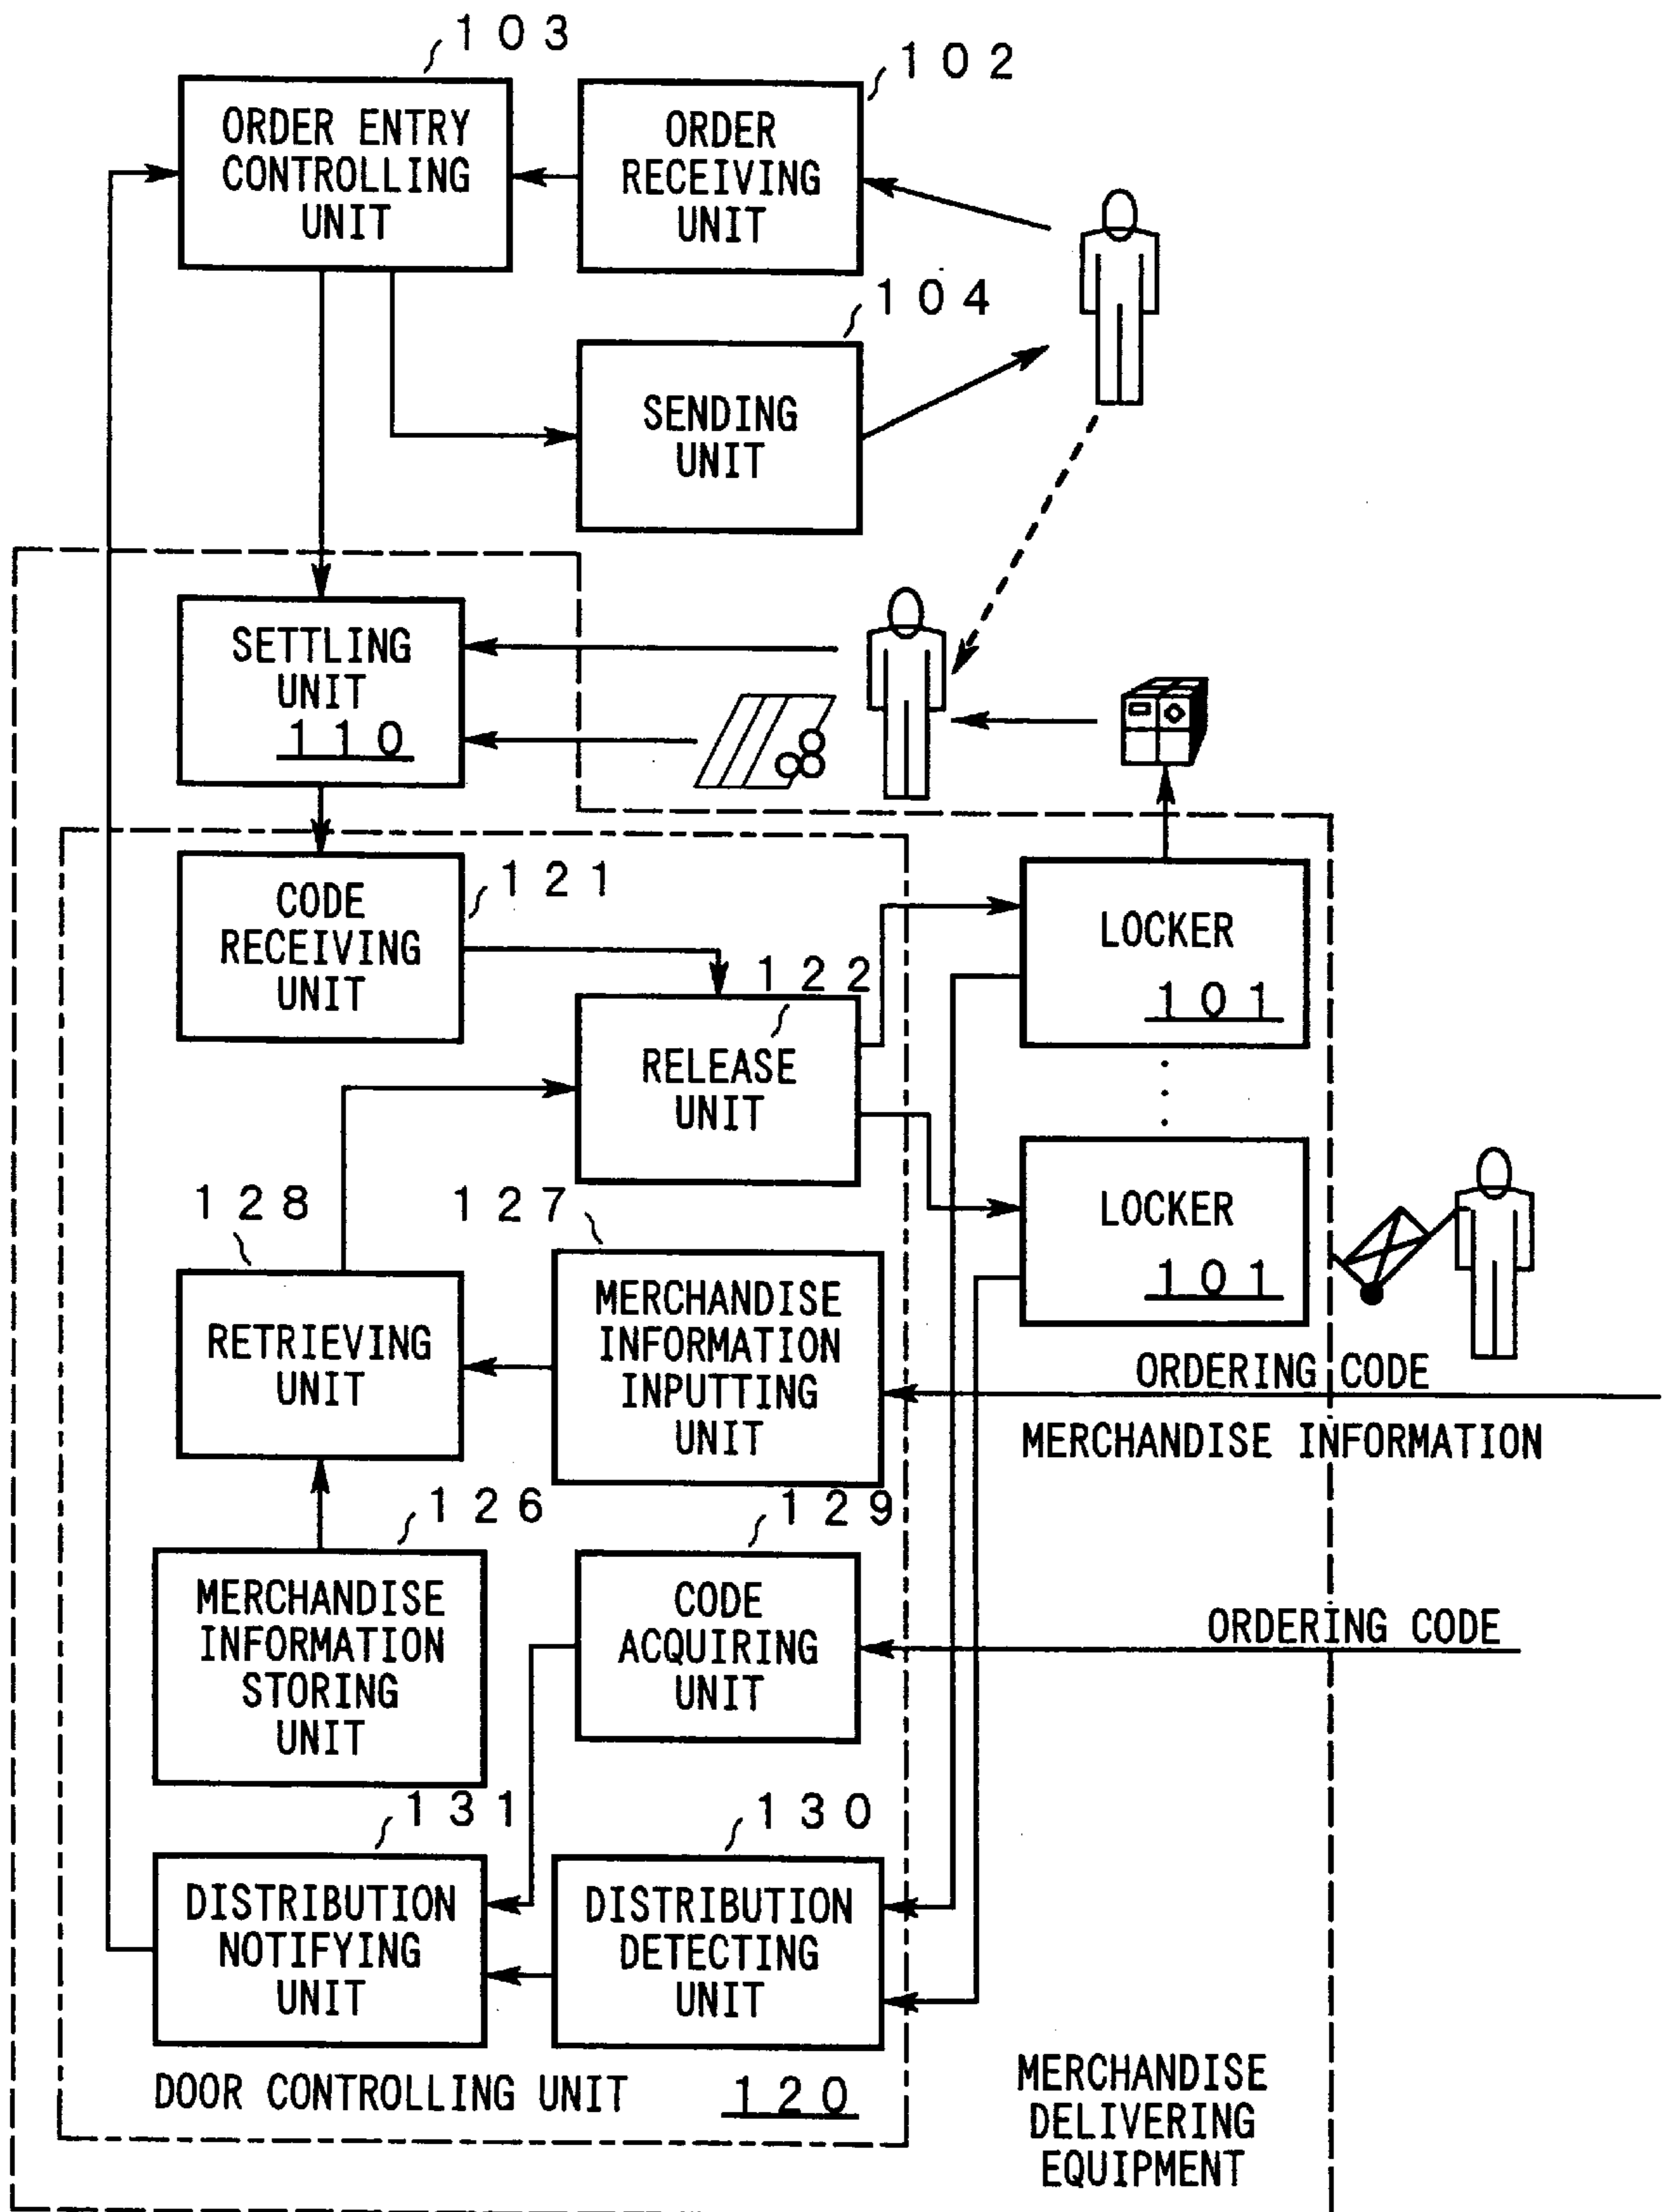 103
102
ORDER ENTRY
CONTROLLING
UNIT
ORDER
RECEIVING
UNIT
104
SENDING
UNIT
SETTLING
UNIT
110
CODE
RECEIVING
UNIT
121
122
RELEASE
UNIT
LOCKER
101
LOCKER
101
128
127
RETRIEVING
UNIT
MERCHANDISE
INFORMATION
INPUTTING
UNIT
ORDERING CODE
MERCHANDISE INFORMATION
126
129
MERCHANDISE
INFORMATION
STORING
UNIT
CODE
ACQUIRING
UNIT
ORDERING CODE
131
130
DISTRIBUTION
NOTIFYING
UNIT
DISTRIBUTION
DETECTING
UNIT
DOOR CONTROLLING UNIT 120
MERCHANDISE
DELIVERING
EQUIPMENT